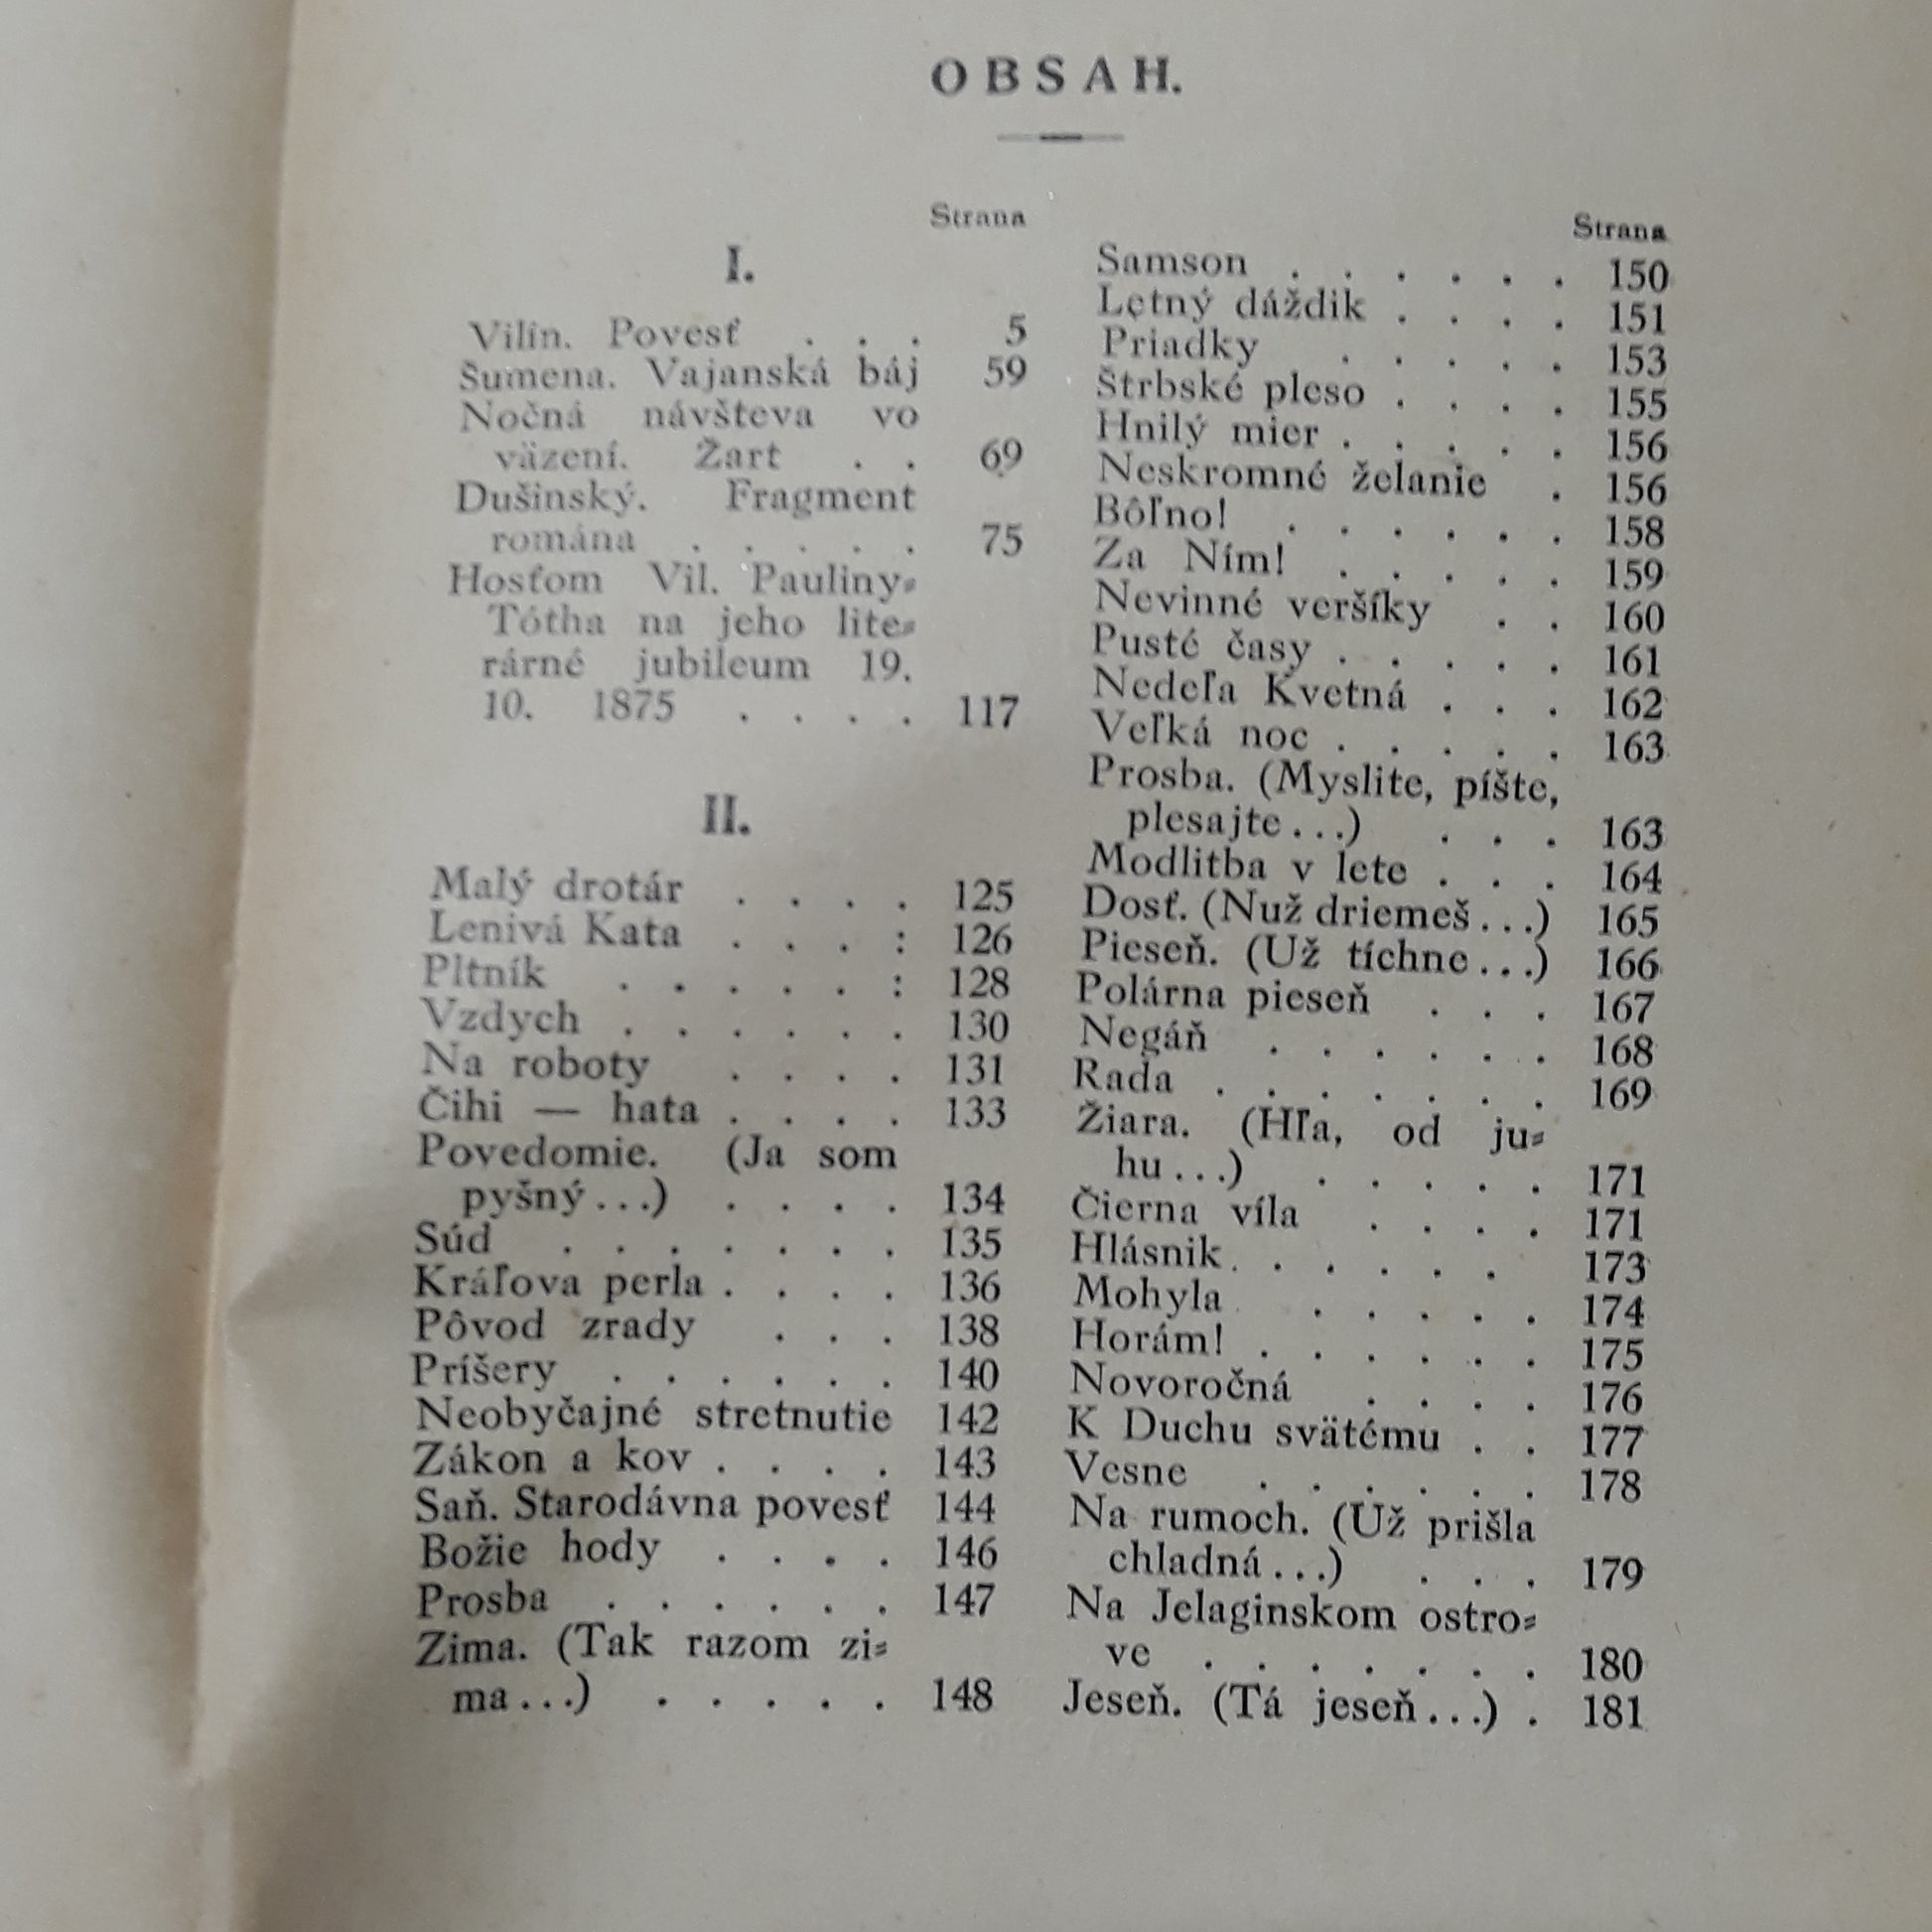 OBSAH.
Strana
I.
Vilín. Povesť . . . 5
Šumena. Vajanská báj 59
Nočná návšteva vo
väzení. Žart . . 69
Dušinský. Fragment
romána . . . . . 75
Hosťom Vil. Pauliny-
Tótha na jeho lite-
rárné jubileum 19.
10. 1875 . . . . 117
II.
Malý drotár . . . . 125
Lenivá Kata . . . : 126
Pltník . . . . . : 128
Vzdych . . . . . . 130
Na roboty . . . . 131
Čihi — hata . . . . 133
Povedomie. (Ja som
pyšný...) . . . . 134
Súd . . . . . . . 135
Kráľova perla . . . . 136
Pôvod zrady . . . 138
Príšery . . . . . . 140
Neobyčajné stretnutie 142
Zákon a kov . . . . 143
Saň. Starodávna povesť 144
Božie hody . . . . 146
Prosba . . . . . . 147
Zima. (Tak razom zi-
ma...) . . . . . 148
Strana
Samson . . . . . . 150
Letný dáždik . . . . 151
Priadky . . . . . 153
Štrbské pleso . . . . 155
Hnilý mier . . . . . 156
Neskromné želanie . 156
Bôľno! . . . . . . 158
Za Ním! . . . . . 159
Nevinné veršíky . . 160
Pusté časy . . . . . 161
Nedeľa Kvetná . . . 162
Veľká noc . . . . . 163
Prosba. (Myslite, píšte,
plesajte...) . . . 163
Modlitba v lete . . . 164
Dosť. (Nuž driemeš...) 165
Pieseň. (Už tíchne...) 166
Polárna pieseň . . . 167
Negáň . . . . . . 168
Rada . . . . . . . 169
Žiara. (Hľa, od ju-
hu...) . . . . . 171
Čierna víla . . . . 171
Hlásnik . . . . . . 173
Mohyla . . . . . 174
Horám! . . . . . . 175
Novoročná . . . . 176
K Duchu svätému . . 177
Vesne . . . . . . 178
Na rumoch. (Už prišla
chladná...) . . . 179
Na Jelaginskom ostro-
ve . . . . . . . 180
Jeseň. (Tá jeseň...) . 181